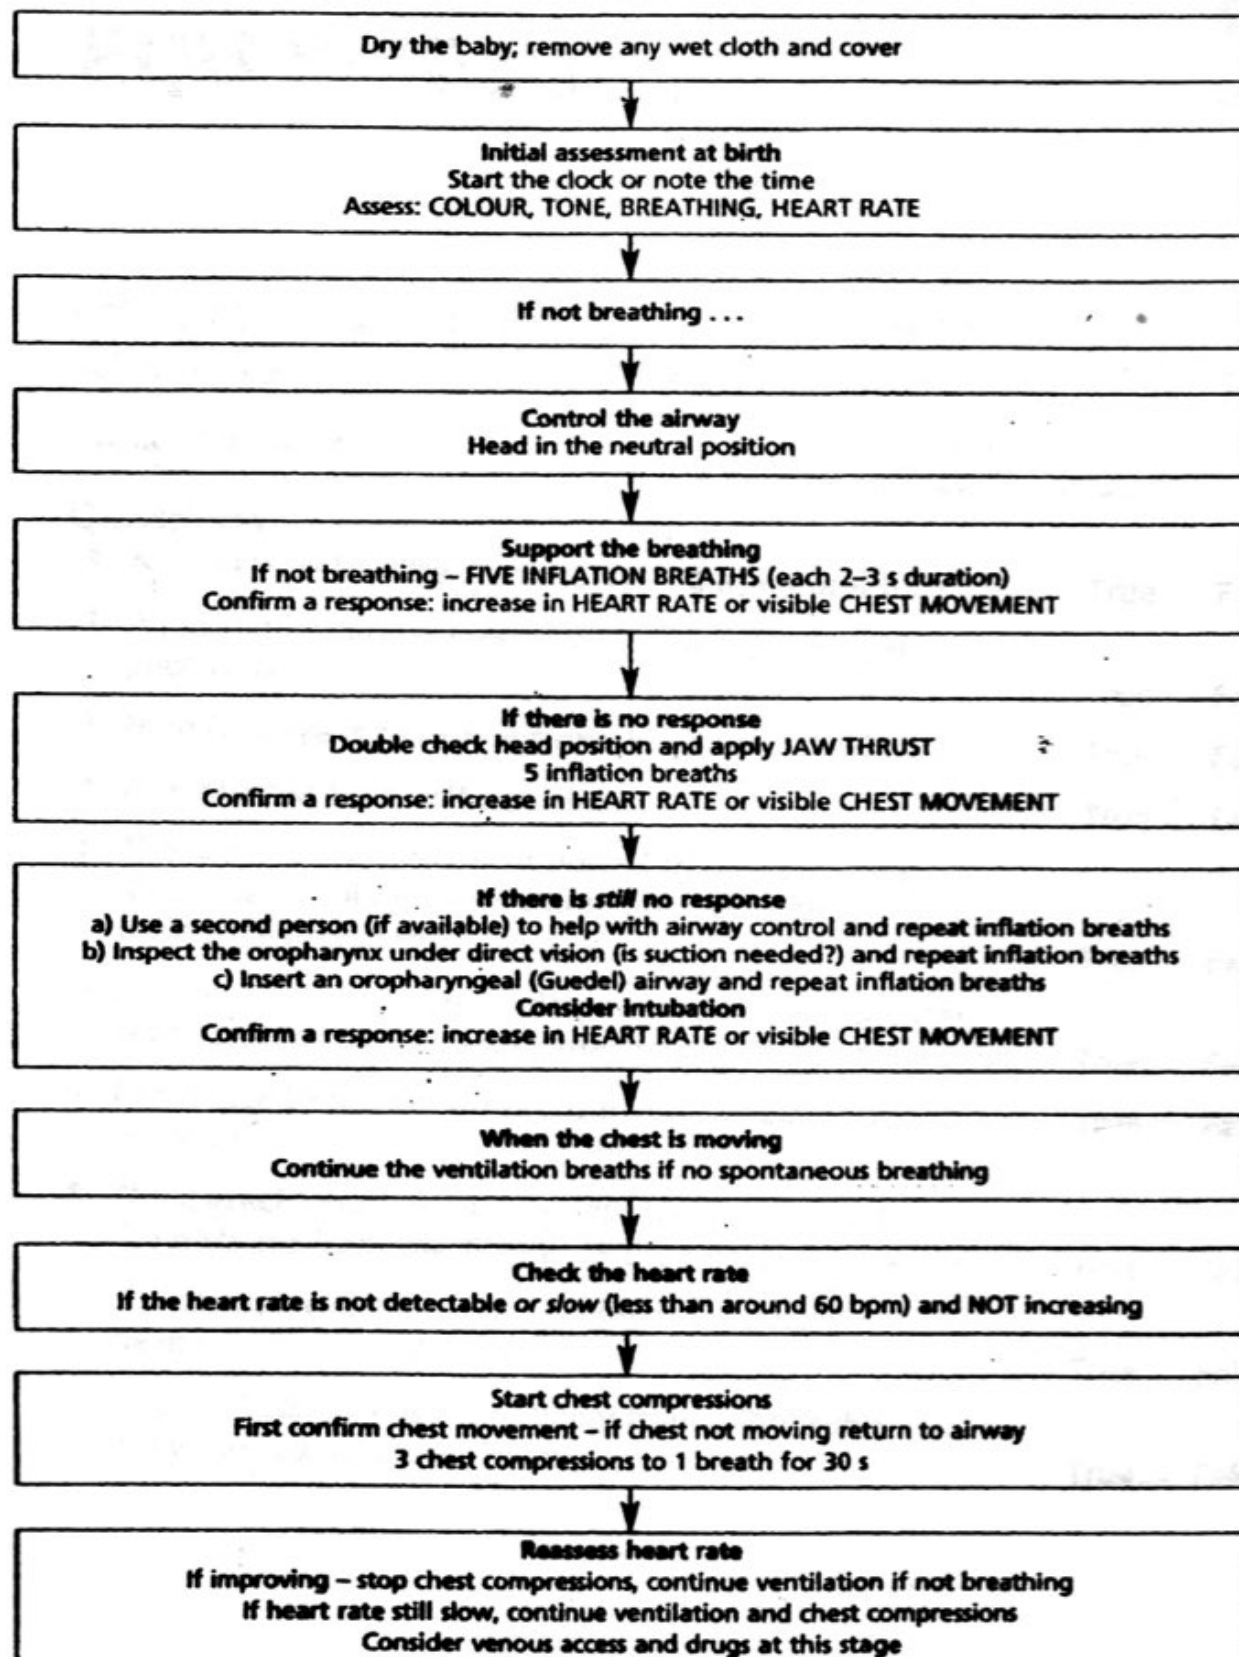 Dry the baby; remove any wet cloth and cover
Initial assessment at birth
Start the clock or note the time
Assess: COLOUR, TONE, BREATHING, HEART RATE
If not breathing ...
Control the airway
Head in the neutral position
Support the breathing
If not breathing – FIVE INFLATION BREATHS (each 2–3 s duration)
Confirm a response: increase in HEART RATE or visible CHEST MOVEMENT
If there is no response
Double check head position and apply JAW THRUST
5 inflation breaths
Confirm a response: increase in HEART RATE or visible CHEST MOVEMENT
If there is still no response
a) Use a second person (if available) to help with airway control and repeat inflation breaths
b) Inspect the oropharynx under direct vision (is suction needed?) and repeat inflation breaths
c) Insert an oropharyngeal (Guedel) airway and repeat inflation breaths
Consider intubation
Confirm a response: increase in HEART RATE or visible CHEST MOVEMENT
When the chest is moving
Continue the ventilation breaths if no spontaneous breathing
Check the heart rate
If the heart rate is not detectable or slow (less than around 60 bpm) and NOT increasing
Start chest compressions
First confirm chest movement – if chest not moving return to airway
3 chest compressions to 1 breath for 30 s
Reassess heart rate
If improving – stop chest compressions, continue ventilation if not breathing
If heart rate still slow, continue ventilation and chest compressions
Consider venous access and drugs at this stage